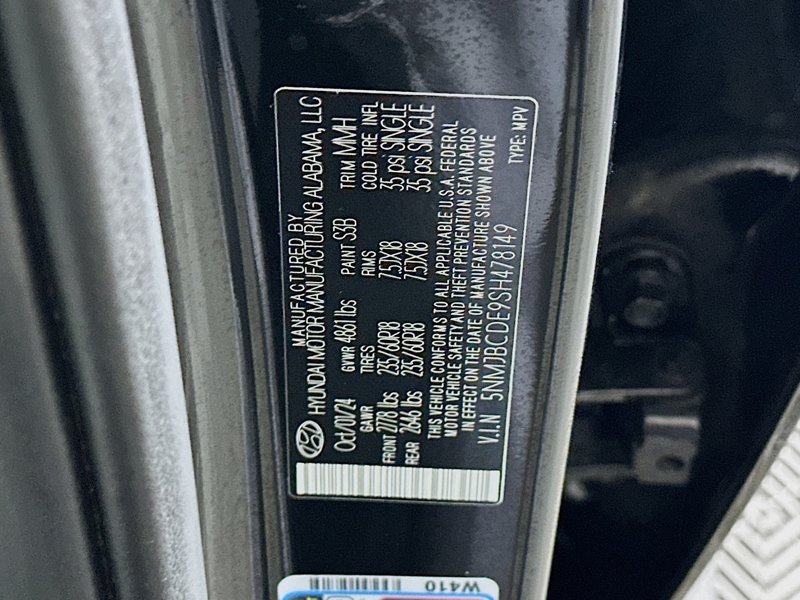 MANUFACTURED BY
HYUNDAI MOTOR MANUFACTURING ALABAMA, LLC
Oct/07/24 GVWR 4861 lbs PAINT S3B TRIM MMH
GAWR TIRES RIMS COLD TIRE INFL
FRONT 2778 lbs 235/60R18 7.5JX18 35 psi SINGLE
REAR 2646 lbs 235/60R18 7.5JX18 35 psi SINGLE
THIS VEHICLE CONFORMS TO ALL APPLICABLE U.S.A. FEDERAL
MOTOR VEHICLE SAFETY AND THEFT PREVENTION STANDARDS
IN EFFECT ON THE DATE OF MANUFACTURE SHOWN ABOVE
V.I.N 5NMJBCDE9SH478149 TYPE: MPV
W410